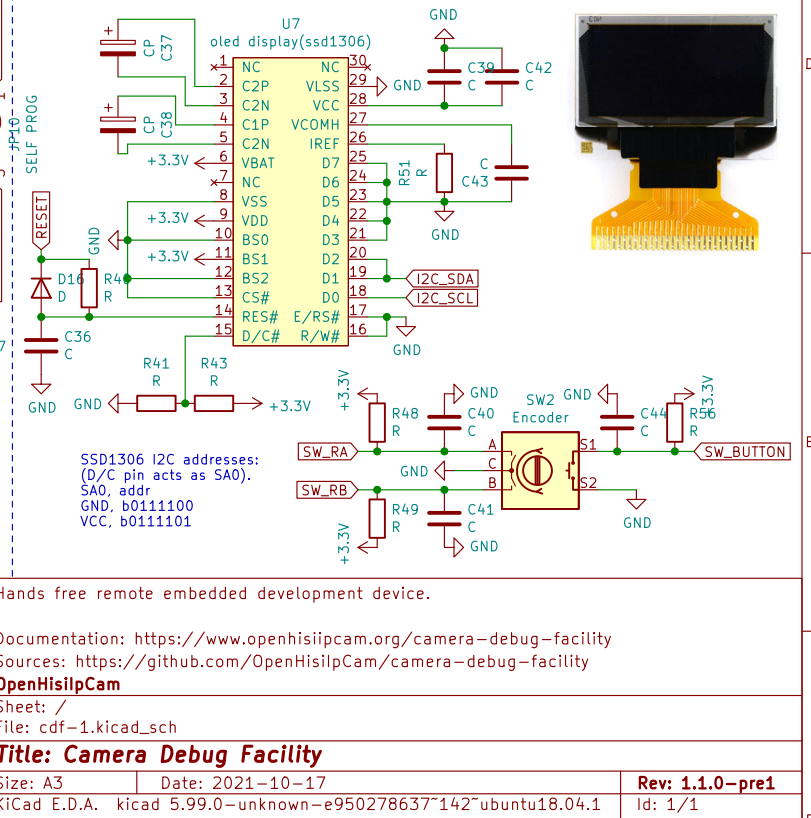 U7
oled display(ssd1306)
1 NC
2 C2P
3 C2N
4 C1P
5 C2N
6 VBAT
7 NC
8 VSS
9 VDD
10 BS0
11 BS1
12 BS2
13 CS#
14 RES#
15 D/C#
NC 30
VLSS 29
VCC 28
VCOMH 27
IREF 26
D7 25
D6 24
D5 23
D4 22
D3 21
D2 20
D1 19
D0 18
E/RS# 17
R/W# 16
+
CP
C37
+
CP
C38
+3.3V
+3.3V
+3.3V
GND
JP10
SELF PROG
RESET
D16
D
R
C36
C
GND
R41
R
R43
R
GND
+3.3V
GND
C39
C
C42
C
GND
R51
R
C
C43
GND
I2C_SDA
I2C_SCL
GND
SSD1306 I2C addresses:
(D/C pin acts as SA0).
SA0, addr
GND, b0111100
VCC, b0111101
+3.3V
R48
R
C40
C
GND
SW_RA
GND
SW_RB
R49
R
+3.3V
C41
C
GND
SW2
Encoder
A
C
B
S1
S2
GND
C44
C
R56
R
+3.3V
SW_BUTTON
GND
Hands free remote embedded development device.
Documentation: https://www.openhisiipcam.org/camera-debug-facility
Sources: https://github.com/OpenHisiIpCam/camera-debug-facility
OpenHisiIpCam
Sheet: /
File: cdf-1.kicad_sch
Title: Camera Debug Facility
Size: A3
Date: 2021-10-17
Rev: 1.1.0-pre1
KiCad E.D.A. kicad 5.99.0-unknown-e950278637~142~ubuntu18.04.1
Id: 1/1